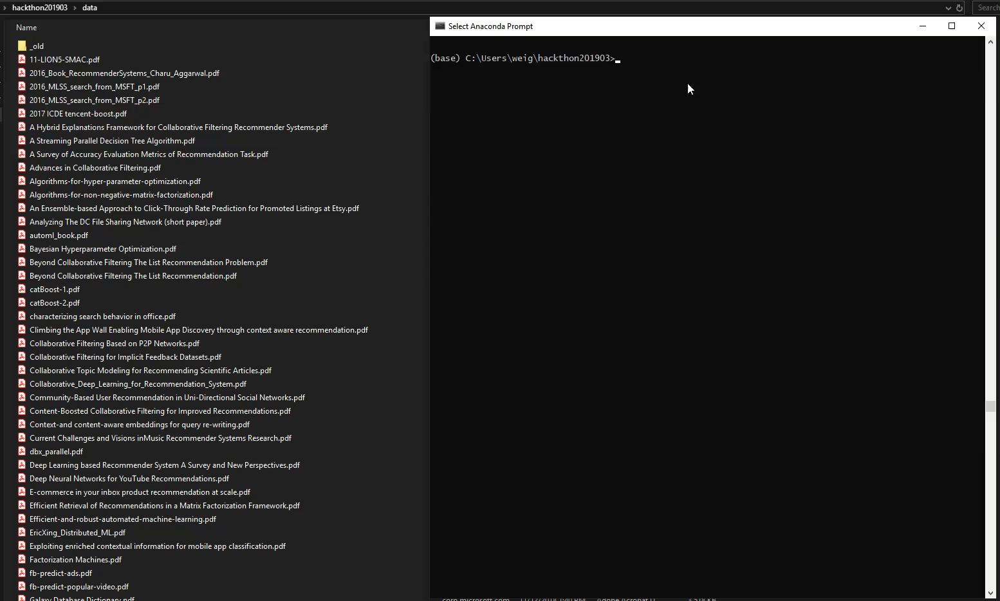 hackthon201903 > data
Search
Name
_old
11-LION5-SMAC.pdf
2016_Book_RecommenderSystems_Charu_Aggarwal.pdf
2016_MLSS_search_from_MSFT_p1.pdf
2016_MLSS_search_from_MSFT_p2.pdf
2017 ICDE tencent-boost.pdf
A Hybrid Explanations Framework for Collaborative Filtering Recommender Systems.pdf
A Streaming Parallel Decision Tree Algorithm.pdf
A Survey of Accuracy Evaluation Metrics of Recommendation Task.pdf
Advances in Collaborative Filtering.pdf
Algorithms-for-hyper-parameter-optimization.pdf
Algorithms-for-non-negative-matrix-factorization.pdf
An Ensemble-based Approach to Click-Through Rate Prediction for Promoted Listings at Etsy.pdf
Analyzing The DC File Sharing Network (short paper).pdf
automl_book.pdf
Bayesian Hyperparameter Optimization.pdf
Beyond Collaborative Filtering The List Recommendation Problem.pdf
Beyond Collaborative Filtering The List Recommendation.pdf
catBoost-1.pdf
catBoost-2.pdf
characterizing search behavior in office.pdf
Climbing the App Wall Enabling Mobile App Discovery through context aware recommendation.pdf
Collaborative Filtering Based on P2P Networks.pdf
Collaborative Filtering for Implicit Feedback Datasets.pdf
Collaborative Topic Modeling for Recommending Scientific Articles.pdf
Collaborative_Deep_Learning_for_Recommendation_System.pdf
Community-Based User Recommendation in Uni-Directional Social Networks.pdf
Content-Boosted Collaborative Filtering for Improved Recommendations.pdf
Context-and content-aware embeddings for query re-writing.pdf
Current Challenges and Visions inMusic Recommender Systems Research.pdf
dbx_parallel.pdf
Deep Learning based Recommender System A Survey and New Perspectives.pdf
Deep Neural Networks for YouTube Recommendations.pdf
E-commerce in your inbox product recommendation at scale.pdf
Efficient Retrieval of Recommendations in a Matrix Factorization Framework.pdf
Efficient-and-robust-automated-machine-learning.pdf
EricXing_Distributed_ML.pdf
Exploiting enriched contextual information for mobile app classification.pdf
Factorization Machines.pdf
fb-predict-ads.pdf
fb-predict-popular-video.pdf
Galaxy Database Dictionary.pdf
Select Anaconda Prompt
(base) C:\Users\weig\hackthon201903>